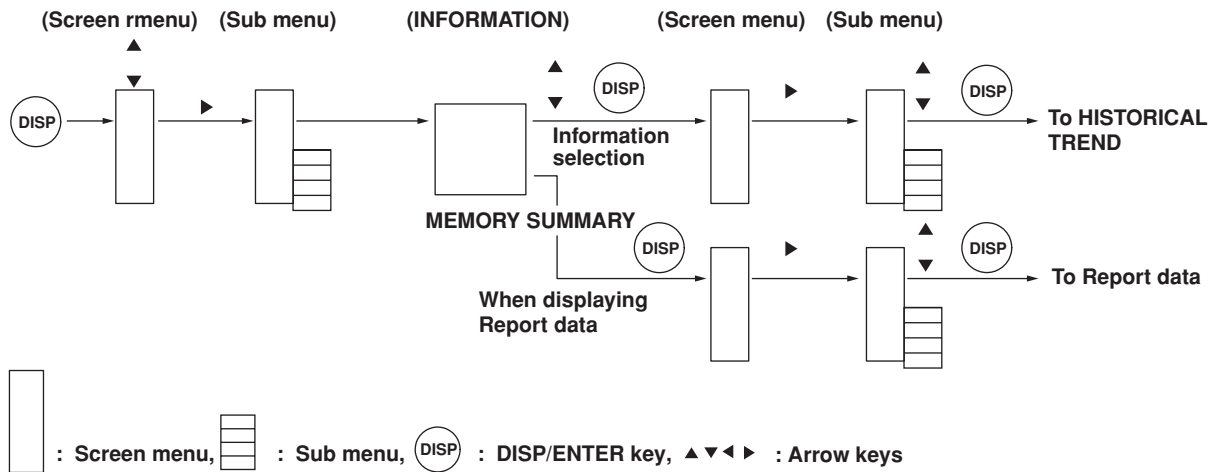 (Screen rmenu) (Sub menu) (INFORMATION) (Screen menu) (Sub menu)
▲ ▲ ▲
▼ ▼ DISP ▼ DISP
DISP ▶ ▶
Information
selection
To HISTORICAL
TREND
MEMORY SUMMARY
DISP ▶ ▲ ▼ DISP
When displaying
Report data
To Report data
: Screen menu, : Sub menu, DISP : DISP/ENTER key, ▲ ▼ ◀ ▶ : Arrow keys